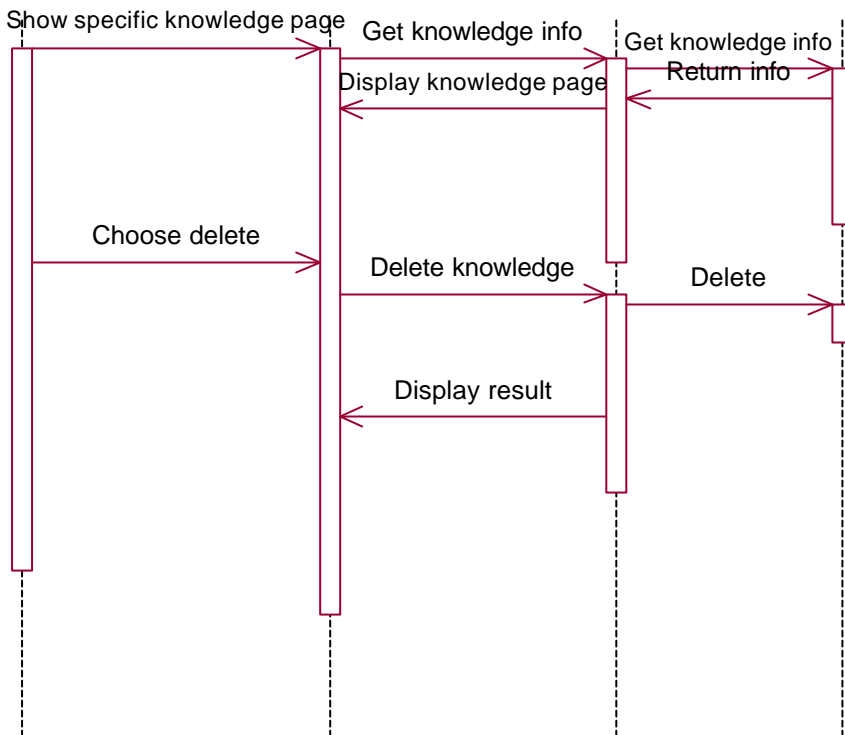 Show specific knowledge page
Get knowledge info
Get knowledge info
Return info
Display knowledge page
Choose delete
Delete knowledge
Delete
Display result